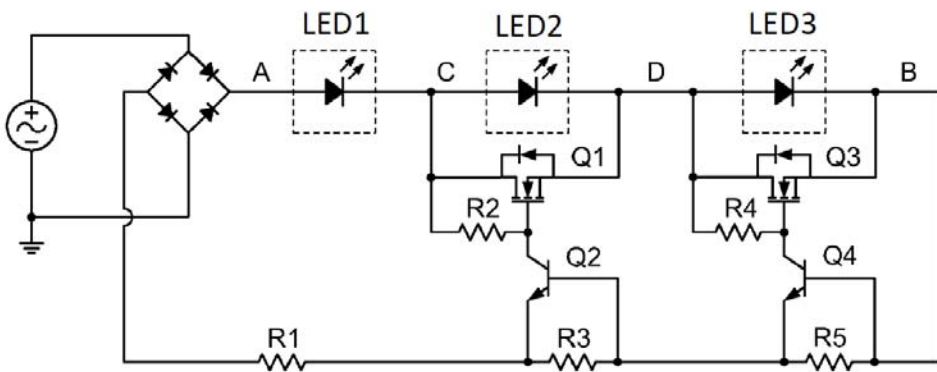 LED1 LED2 LED3
A C D B
Q1 Q3
R2 R4
Q2 Q4
R1 R3 R5